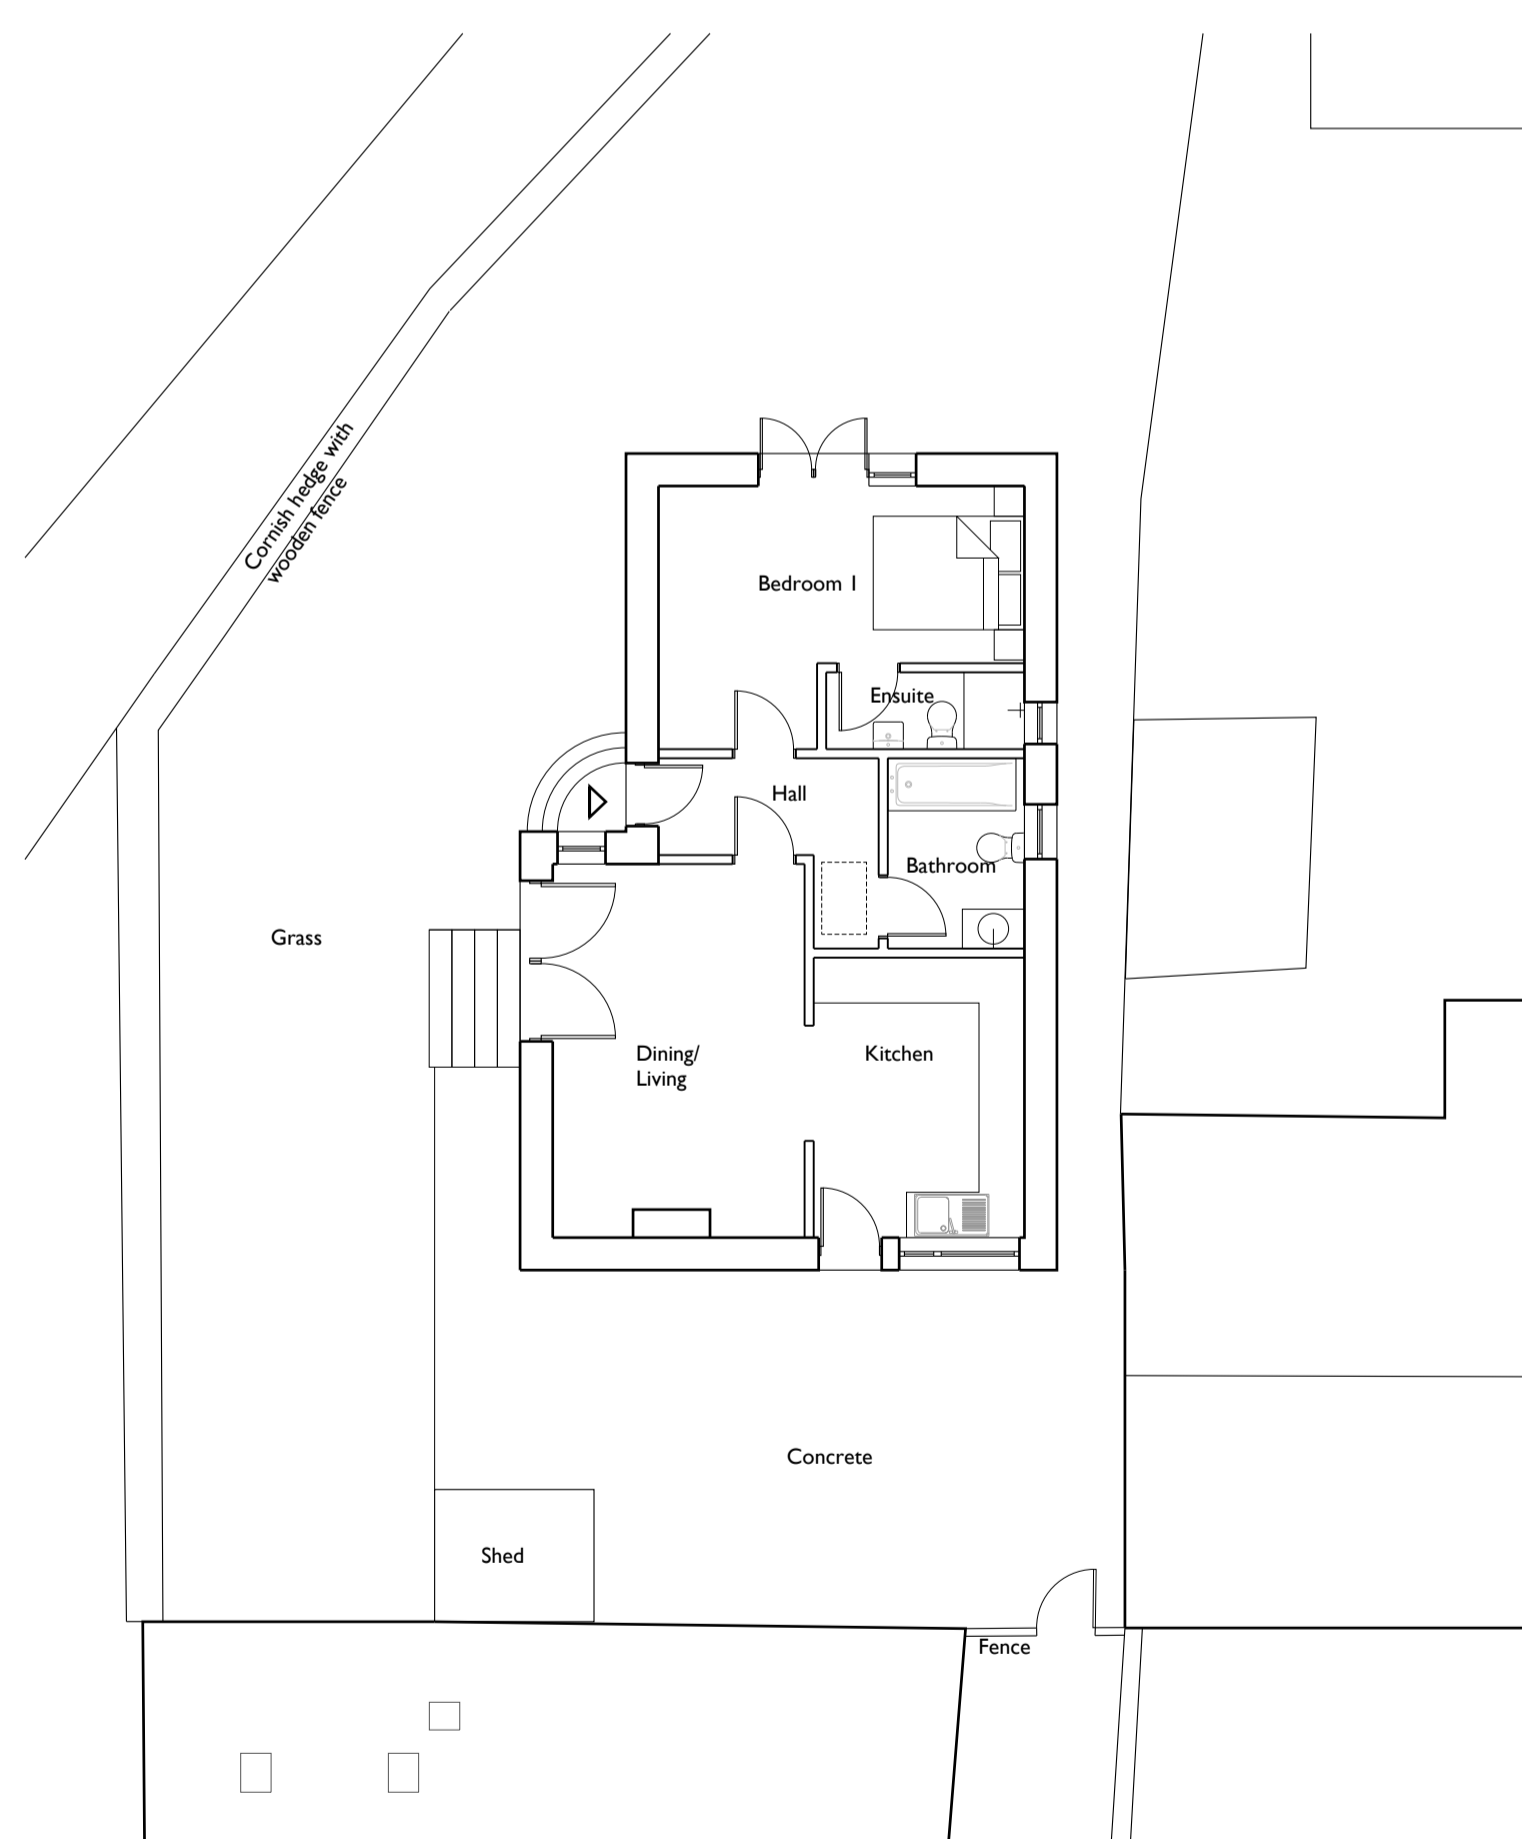 Cornish hedge with
wooden fence
Bedroom 1
Ensuite
Hall
Bathroom
Grass
Dining/
Living
Kitchen
Concrete
Shed
Fence